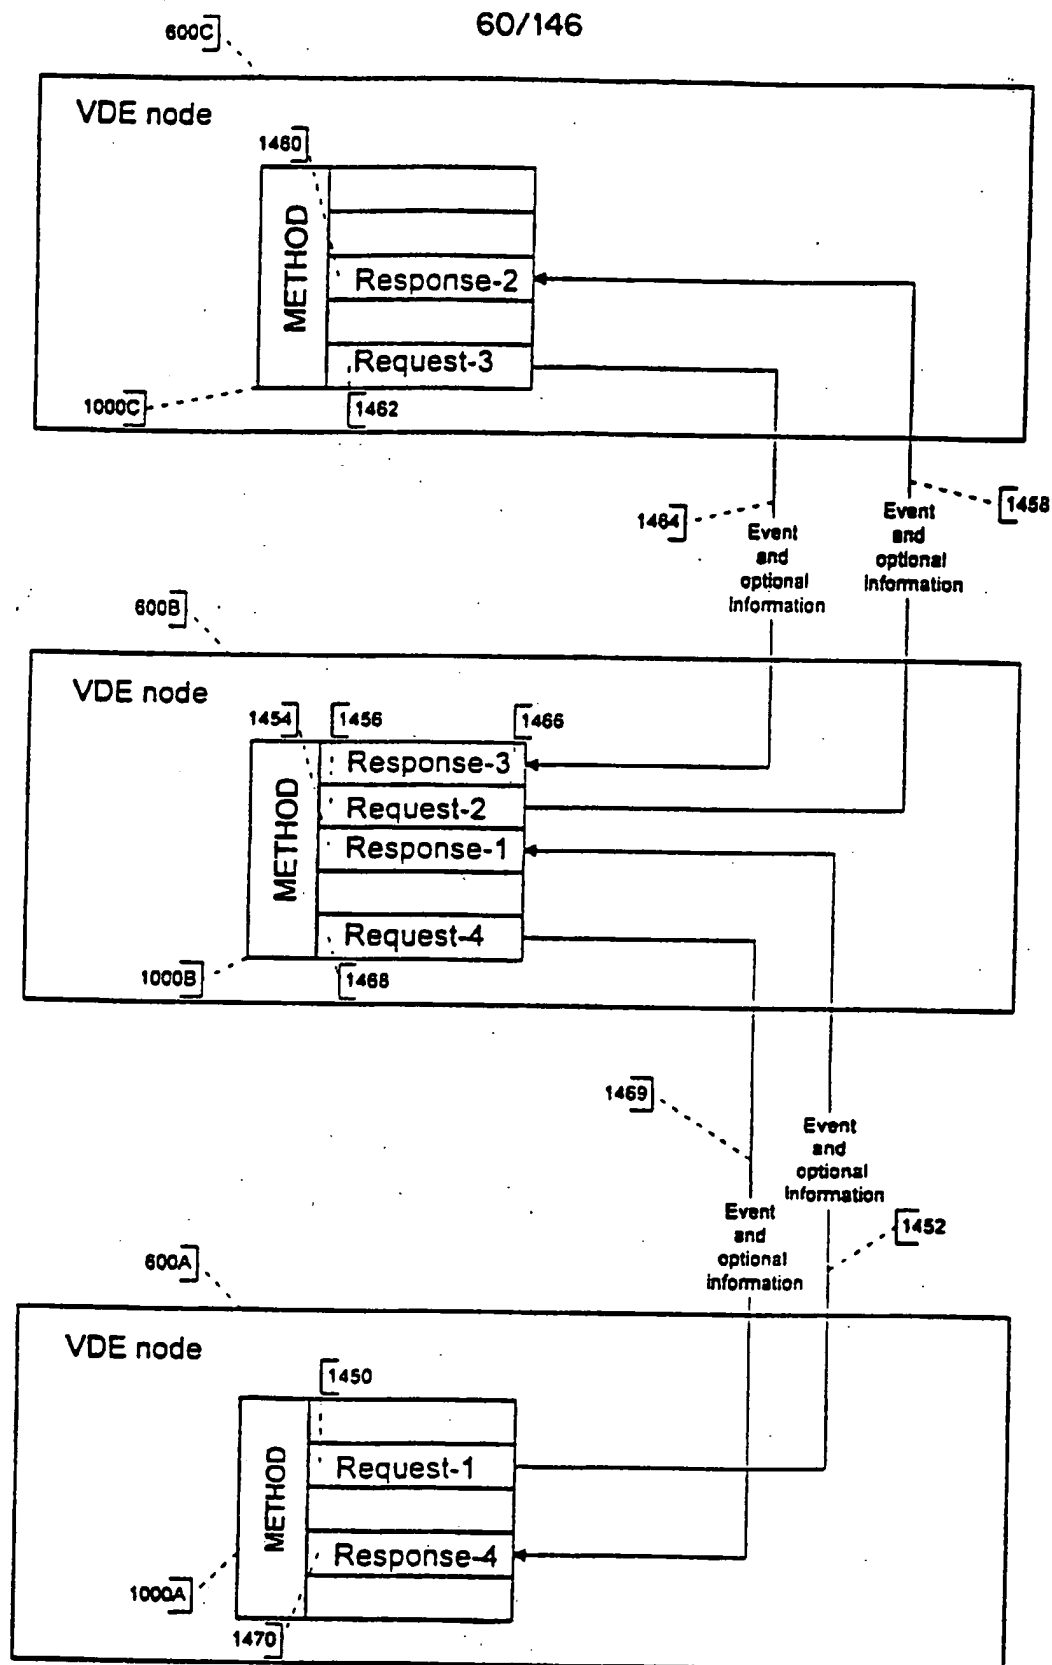 60/146
600C
VDE node
1460
METHOD
Response-2
Request-3
1000C
1462
1464
Event
and
optional
information
1458
Event
and
optional
information
600B
VDE node
1454
1456
1466
METHOD
Response-3
Request-2
Response-1
Request-4
1000B
1468
1469
Event
and
optional
information
Event
and
optional
information
1452
600A
VDE node
1450
METHOD
Request-1
Response-4
1000A
1470